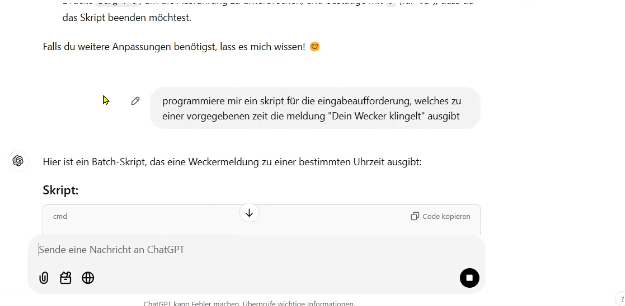 das Skript beenden möchtest.
Falls du weitere Anpassungen benötigst, lass es mich wissen! 😊
programmiere mir ein skript für die eingabeaufforderung, welches zu
einer vorgegebenen zeit die meldung "Dein Wecker klingelt" ausgibt
Hier ist ein Batch-Skript, das eine Weckermeldung zu einer bestimmten Uhrzeit ausgibt:
Skript:
cmd
Code kopieren
Sende eine Nachricht an ChatGPT
ChatGPT kann Fehler machen. Überprüfe wichtige Informationen.
?